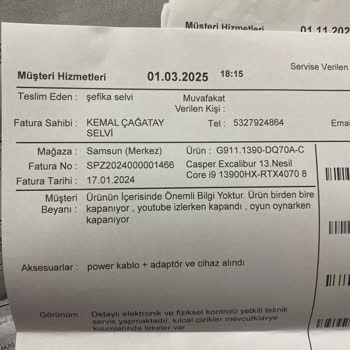 01.11.202
Müşteri Hizmetleri 01.03.2025 18:15 Servise Verilen
Teslim Eden : şefika selvi Muvafakat
Verilen Kişi :
Fatura Sahibi : KEMAL ÇAĞATAY Tel : 5327924864 Emai
SELVİ
Mağaza : Samsun (Merkez) Ürün : G911.1390-DQ70A-C
Fatura No : SPZ2024000001466 Casper Excalibur 13.Nesil
Fatura Tarihi : 17.01.2024 Core i9 13900HX-RTX4070 8
Müşteri Ürünün İçerisinde Önemli Bilgi Yoktur. Ürün birden bire
Beyanı : kapanıyor , youtube izlerken kapandı , oyun oynarken
kapanıyor
Aksesuarlar : power kablo + adaptör ve cihaz alındı
Görünüm Detaylı elektronik ve fiziksel kontrolü yetkili teknik
servis yapmaktadır, kılcal çizikler mevcutklavye
kısımlarında lekeler var